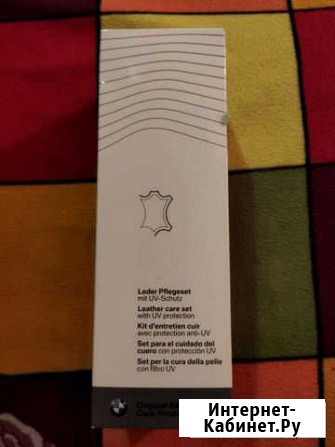 Leder Pflegeset
mit UV-Schutz
Leather care set
with UV protection
Kit d'entretien cuir
avec protection anti-UV
Set para el cuidado del
cuero con protección UV
Set per la cura della pelle
con filtro UV
Original
Care
Интернет-
Кабинет.Ру